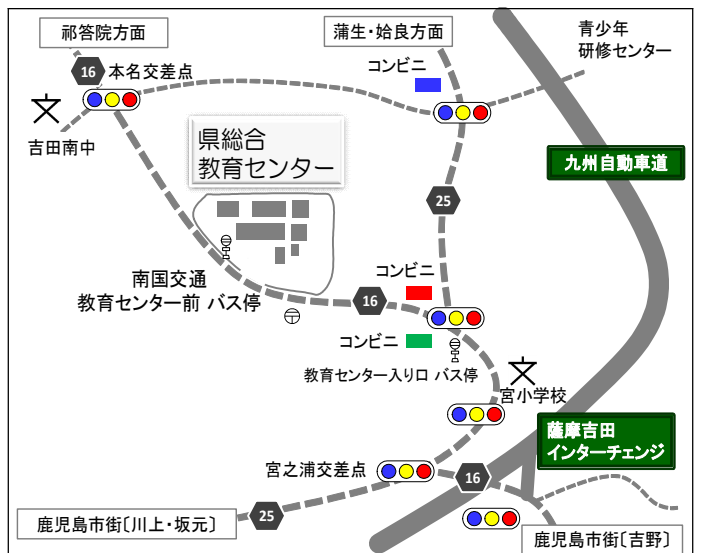 祁答院方面
蒲生・姶良方面
青少年
研修センター
コンビニ
16
本名交差点
吉田南中
県総合
教育センター
九州自動車道
25
南国交通
教育センター前 バス停
コンビニ
16
コンビニ
教育センター入り口 バス停
宮小学校
薩摩吉田
インターチェンジ
宮之浦交差点
16
25
鹿児島市街〔川上・坂元〕
鹿児島市街〔吉野〕